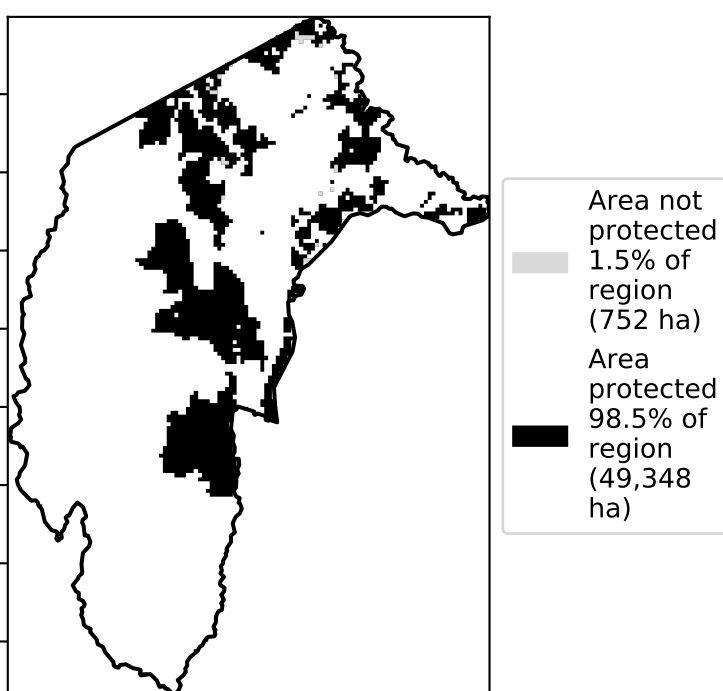 Area not
protected
1.5% of
region
(752 ha)
Area
protected
98.5% of
region
(49,348
ha)